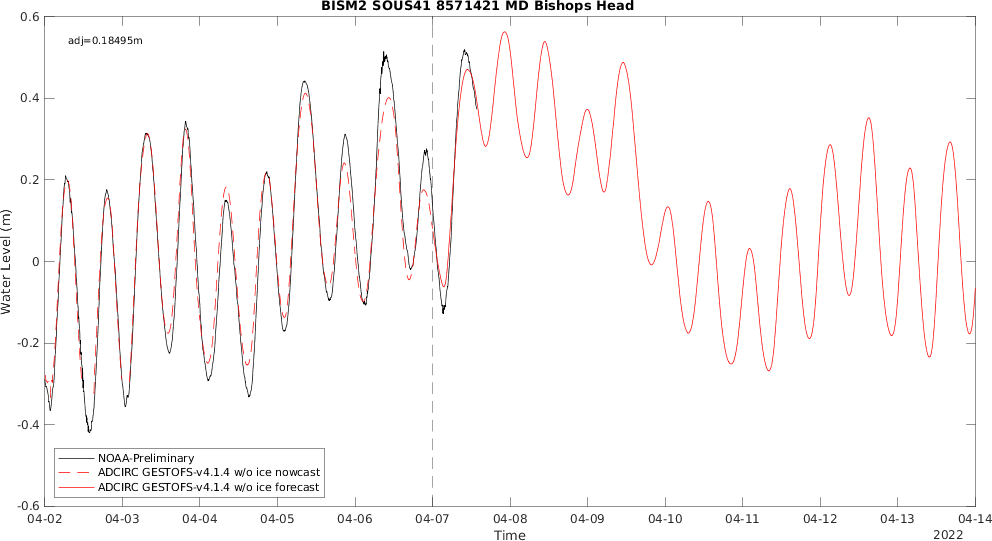 BISM2 SOUS41 8571421 MD Bishops Head
adj=0.18495m
0.6
0.4
0.2
0
-0.2
-0.4
-0.6
Water Level (m)
NOAA-Preliminary
ADCIRC GESTOFS-v4.1.4 w/o ice nowcast
ADCIRC GESTOFS-v4.1.4 w/o ice forecast
04-02 04-03 04-04 04-05 04-06 04-07 04-08 04-09 04-10 04-11 04-12 04-13 04-14
Time
2022